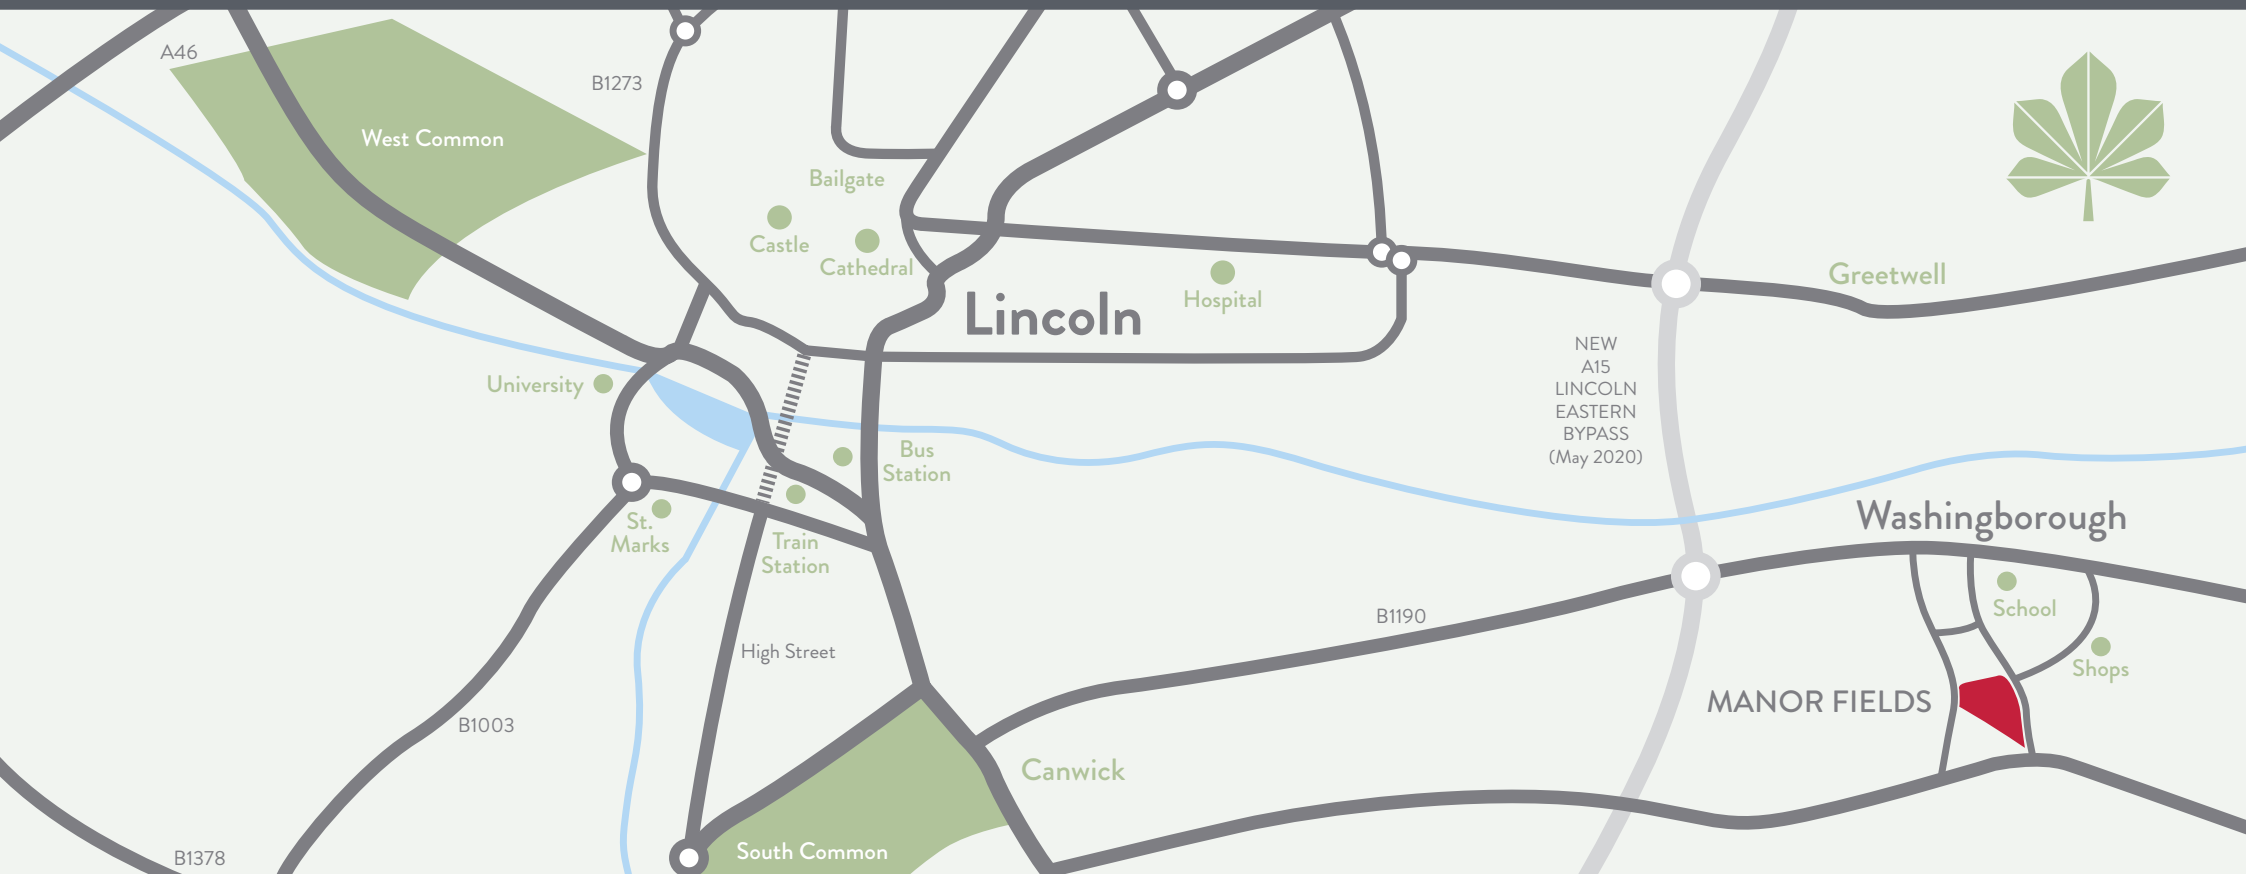 A46
B1273
West Common
Bailgate
Castle
Cathedral
Lincoln
Hospital
Greetwell
NEW
A15
LINCOLN
EASTERN
BYPASS
(May 2020)
University
Bus
Station
St.
Marks
Train
Station
Washingborough
School
Shops
B1190
High Street
MANOR FIELDS
B1003
Canwick
South Common
B1378